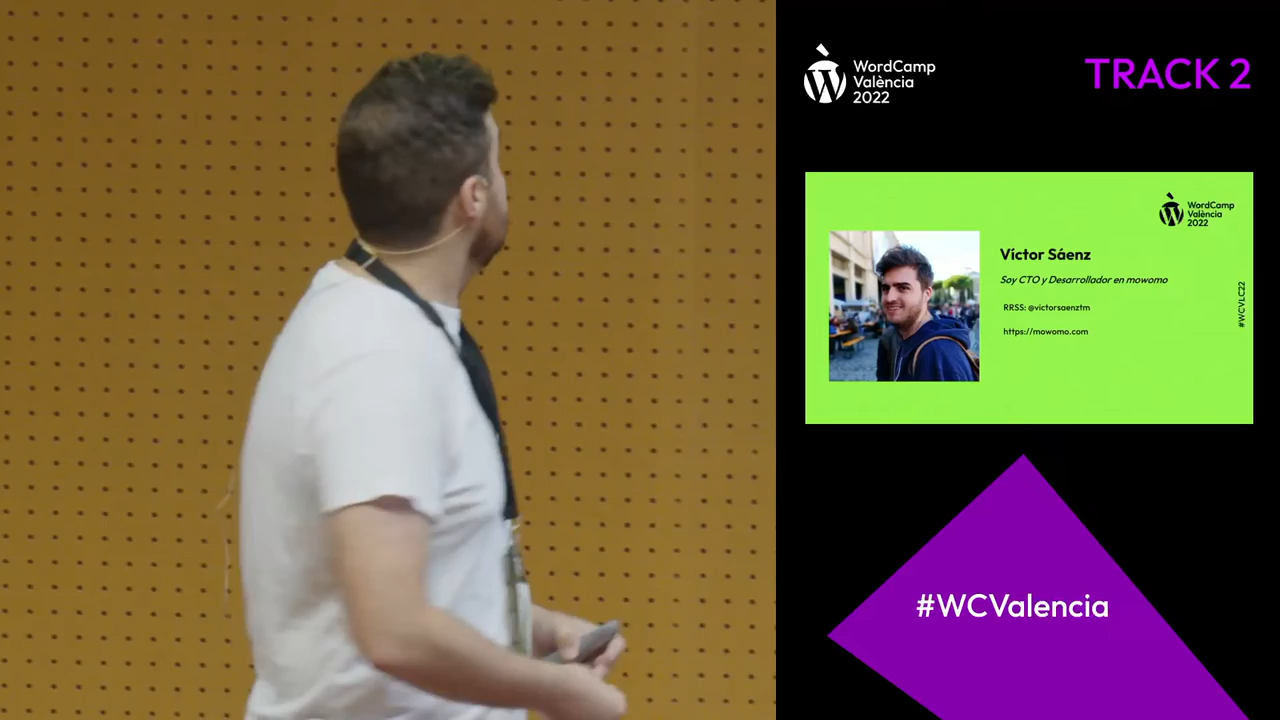 WordCamp
València
2022
TRACK 2
WordCamp
València
2022
Víctor Sáenz
Soy CTO y Desarrollador en mowomo
RRSS: @victorsaenztm
https://mowomo.com
#WCVLC22
#WCValencia